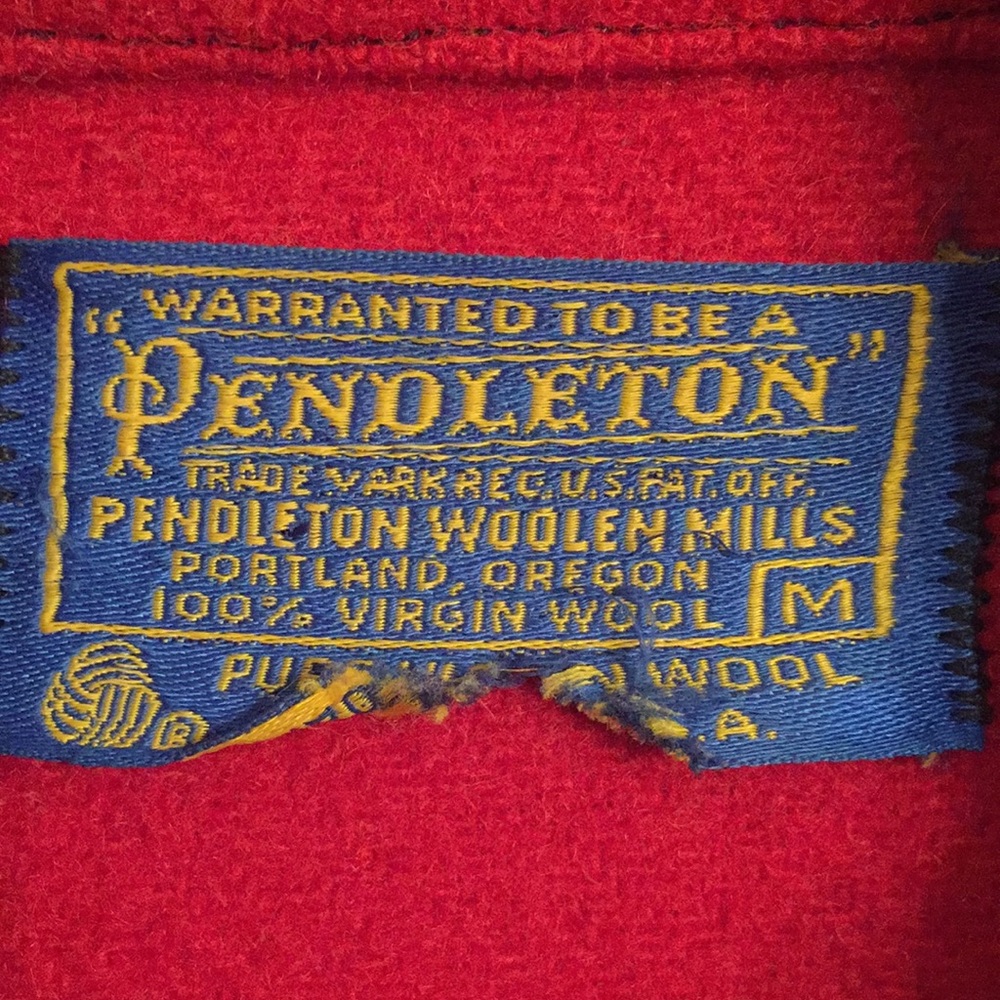 “WARRANTED TO BE A
PENDLETON”
TRADE MARK REG. U.S. PAT. OFF.
PENDLETON WOOLEN MILLS
PORTLAND, OREGON
100% VIRGIN WOOL M
WOOL
® .A.